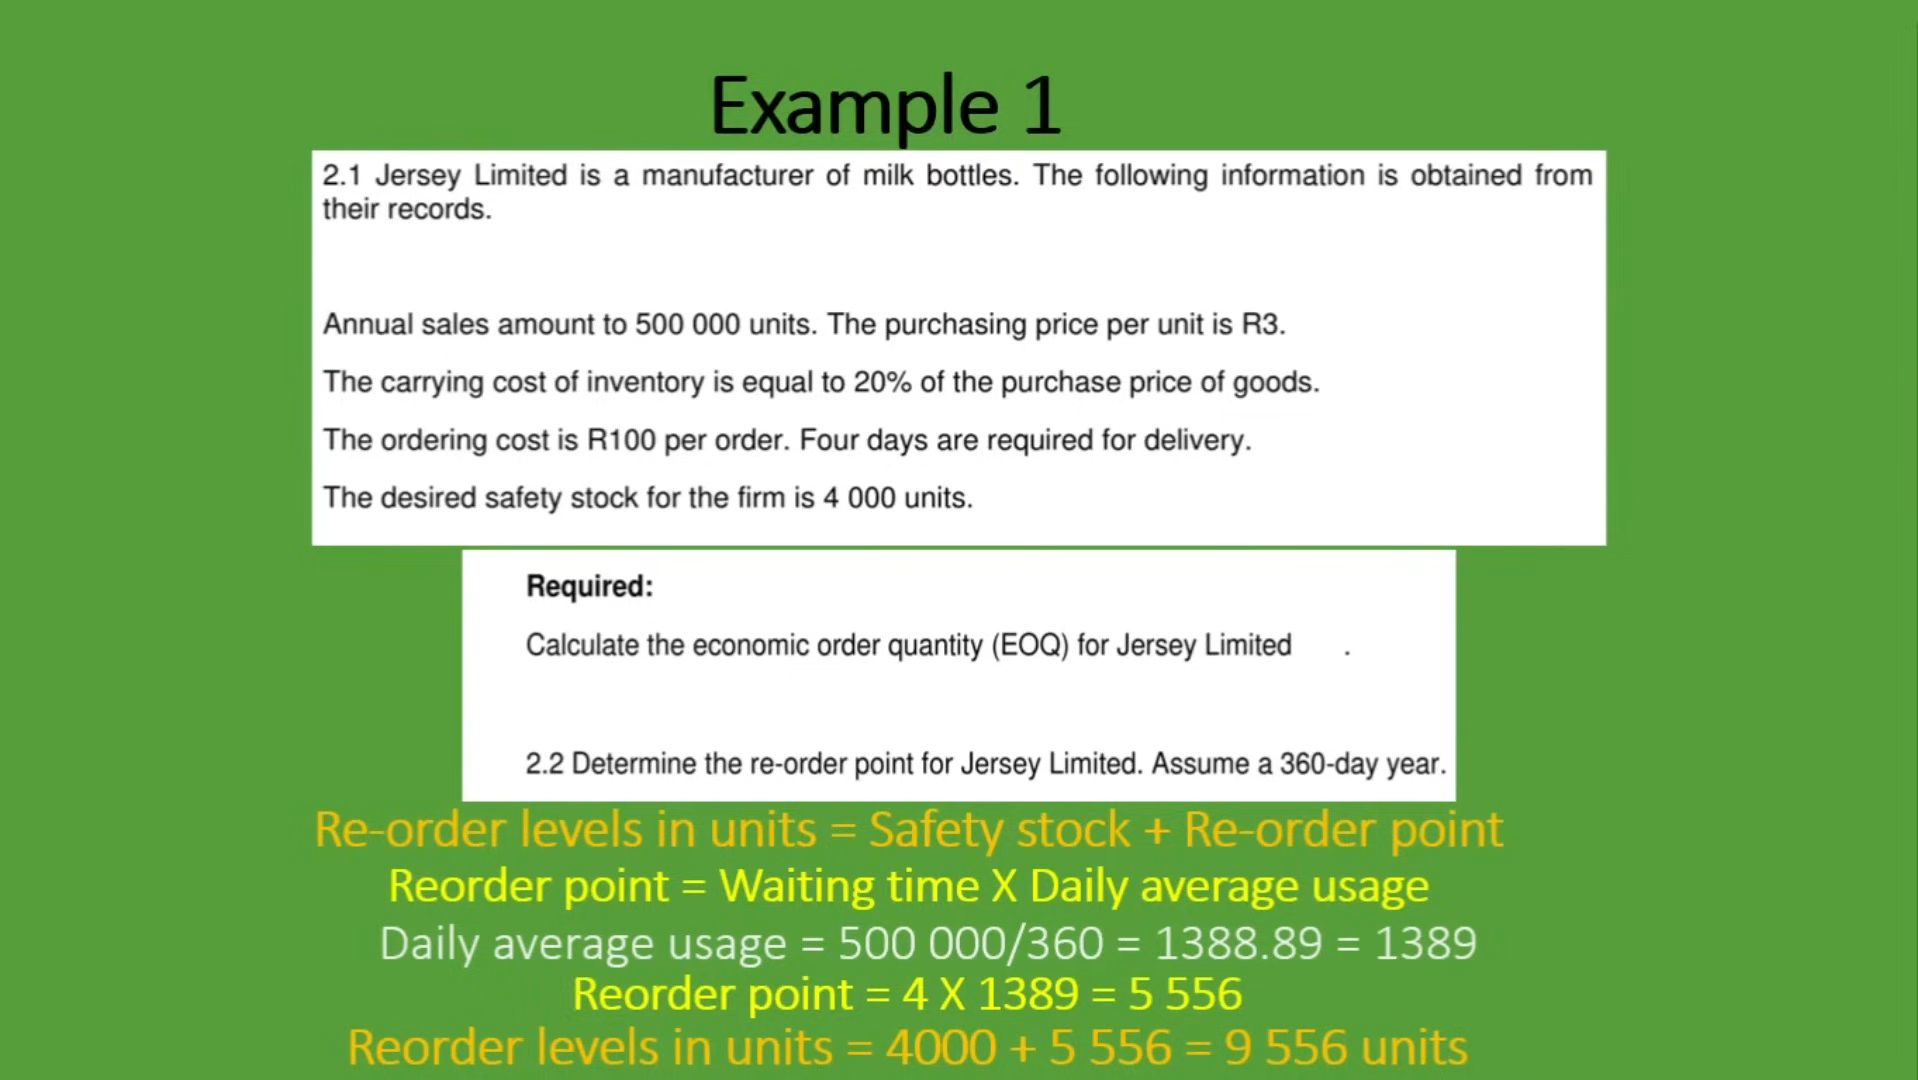 Example 1
2.1 Jersey Limited is a manufacturer of milk bottles. The following information is obtained from
their records.
Annual sales amount to 500 000 units. The purchasing price per unit is R3.
The carrying cost of inventory is equal to 20% of the purchase price of goods.
The ordering cost is R100 per order. Four days are required for delivery.
The desired safety stock for the firm is 4 000 units.
Required:
Calculate the economic order quantity (EOQ) for Jersey Limited .
2.2 Determine the re-order point for Jersey Limited. Assume a 360-day year.
Re-order levels in units = Safety stock + Re-order point
Reorder point = Waiting time X Daily average usage
Daily average usage = 500 000/360 = 1388.89 = 1389
Reorder point = 4 X 1389 = 5 556
Reorder levels in units = 4000 + 5 556 = 9 556 units